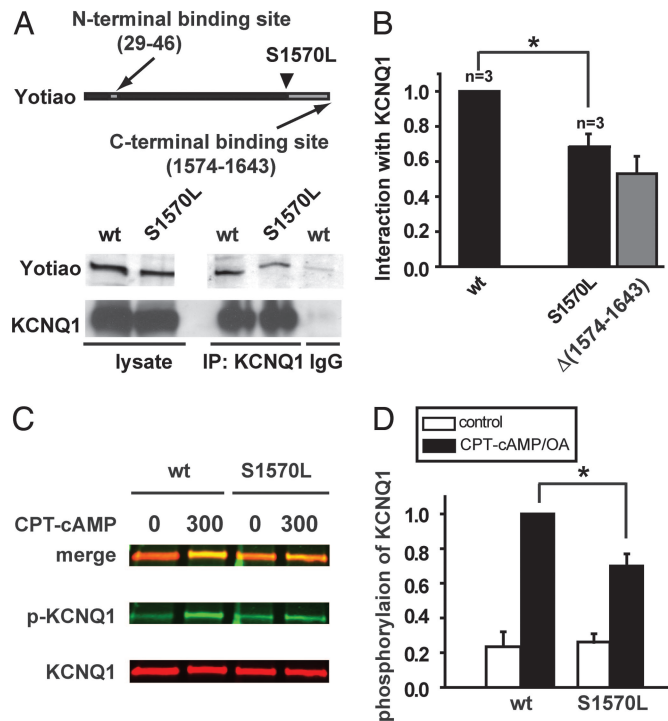 A
N-terminal binding site
(29-46)
S1570L
Yotiao
C-terminal binding site
(1574-1643)
wt S1570L wt S1570L wt
Yotiao
KCNQ1
lysate IP: KCNQ1 IgG
B
Interaction with KCNQ1
1.0
0.8
0.6
0.4
0.2
0.0
n=3
*
n=3
wt
S1570L
Δ(1574-1643)
C
wt S1570L
CPT-cAMP 0 300 0 300
merge
p-KCNQ1
KCNQ1
D
control
CPT-cAMP/OA
phosphorylaion of KCNQ1
1.0
0.8
0.6
0.4
0.2
0.0
*
wt S1570L